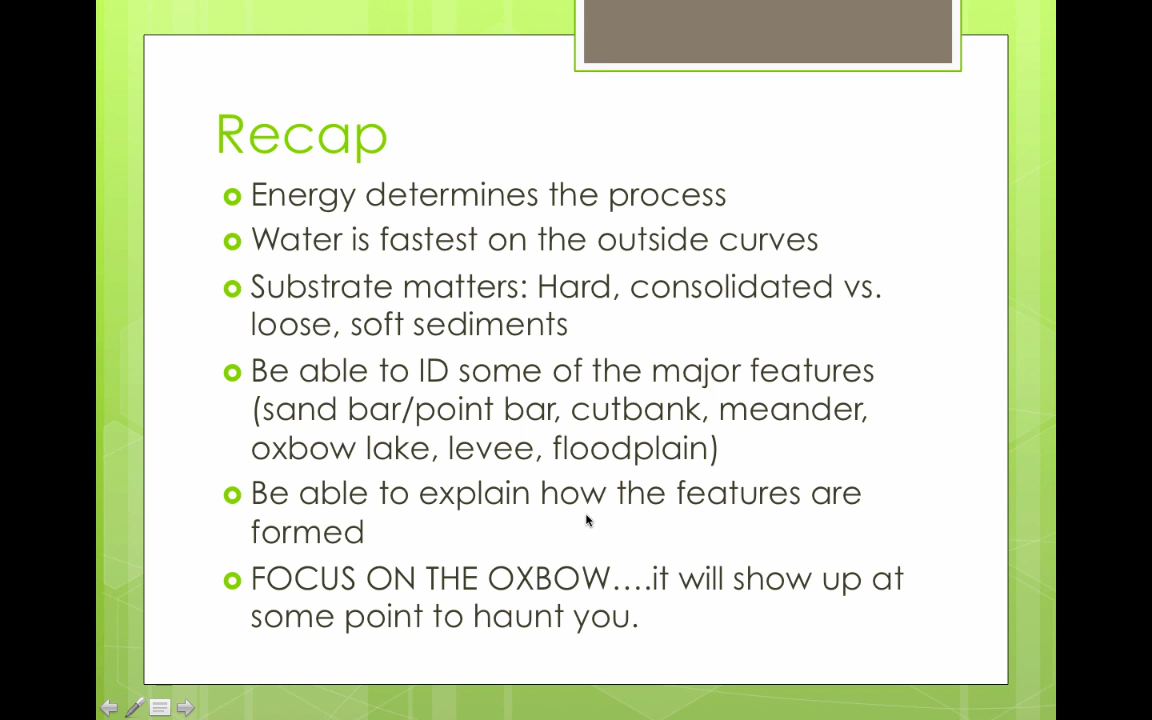 Recap
Energy determines the process
Water is fastest on the outside curves
Substrate matters: Hard, consolidated vs.
loose, soft sediments
Be able to ID some of the major features
(sand bar/point bar, cutbank, meander,
oxbow lake, levee, floodplain)
Be able to explain how the features are
formed
FOCUS ON THE OXBOW….it will show up at
some point to haunt you.